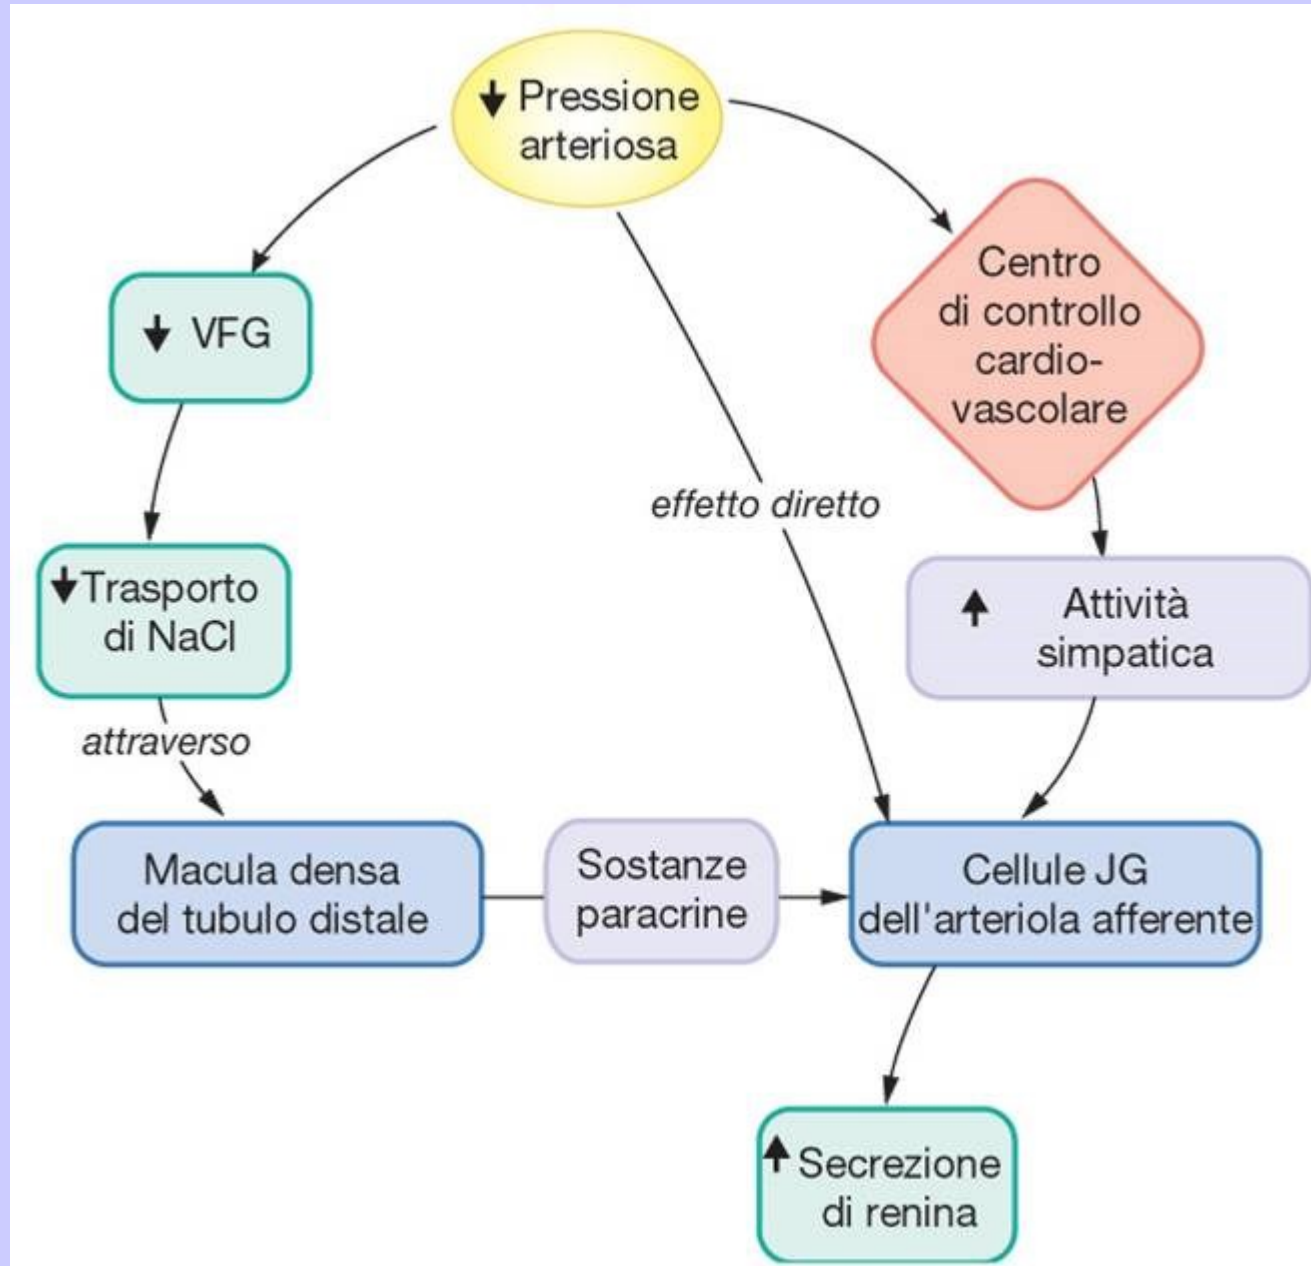 ↓ Pressione
arteriosa
↓ VFG
Centro
di controllo
cardio-
vascolare
effetto diretto
↓ Trasporto
di NaCl
↑ Attività
simpatica
attraverso
Macula densa
del tubulo distale
Sostanze
paracrine
Cellule JG
dell'arteriola afferente
↑ Secrezione
di renina